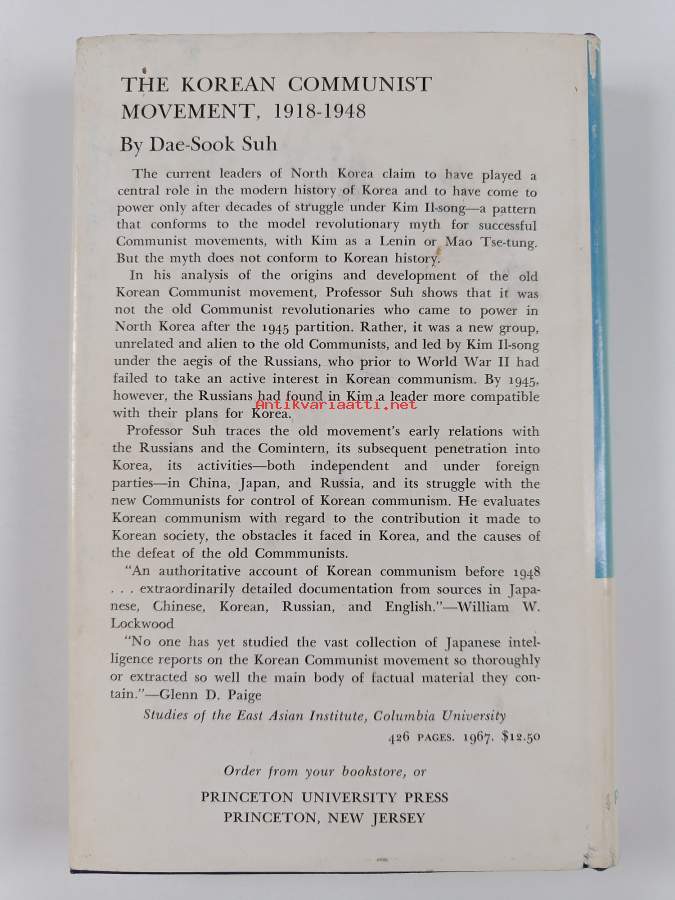 THE KOREAN COMMUNIST
MOVEMENT, 1918-1948
By Dae-Sook Suh
The current leaders of North Korea claim to have played a
central role in the modern history of Korea and to have come to
power only after decades of struggle under Kim Il-song—a pattern
that conforms to the model revolutionary myth for successful
Communist movements, with Kim as a Lenin or Mao Tse-tung.
But the myth does not conform to Korean history.
In his analysis of the origins and development of the old
Korean Communist movement, Professor Suh shows that it was
not the old Communist revolutionaries who came to power in
North Korea after the 1945 partition. Rather, it was a new group,
unrelated and alien to the old Communists, and led by Kim Il-song
under the aegis of the Russians, who prior to World War II had
failed to take an active interest in Korean communism. By 1945,
however, the Russians had found in Kim a leader more compatible
Antikvariaatti.net
with their plans for Korea.
Professor Suh traces the old movement's early relations with
the Russians and the Comintern, its subsequent penetration into
Korea, its activities—both independent and under foreign
parties—in China, Japan, and Russia, and its struggle with the
new Communists for control of Korean communism. He evaluates
Korean communism with regard to the contribution it made to
Korean society, the obstacles it faced in Korea, and the causes of
the defeat of the old Commmunists.
"An authoritative account of Korean communism before 1948
. . . extraordinarily detailed documentation from sources in Japa-
nese, Chinese, Korean, Russian, and English."—William W.
Lockwood
"No one has yet studied the vast collection of Japanese intel-
ligence reports on the Korean Communist movement so thoroughly
or extracted so well the main body of factual material they con-
tain."—Glenn D. Paige
Studies of the East Asian Institute, Columbia University
426 PAGES. 1967. $12.50
Order from your bookstore, or
PRINCETON UNIVERSITY PRESS
PRINCETON, NEW JERSEY